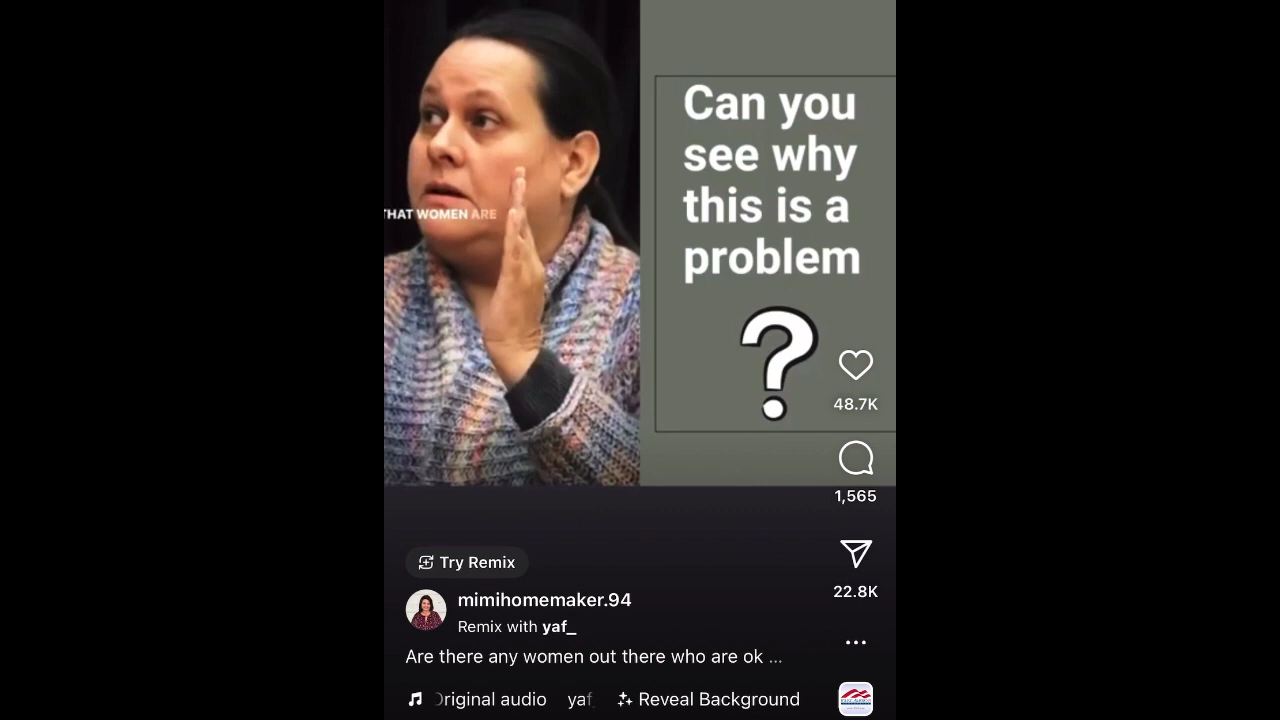 Can you
see why
this is a
problem
?
THAT WOMEN ARE
48.7K
1,565
22.8K
Try Remix
mimihomemaker.94
Remix with yaf_
Are there any women out there who are ok ...
Original audio yaf_
Reveal Background